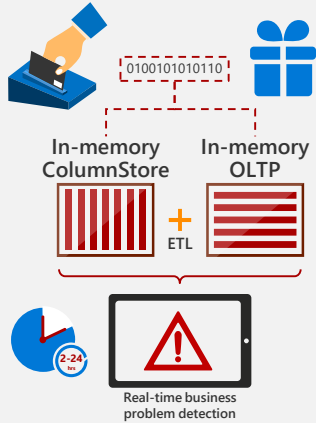 0100101010110
In-memory
ColumnStore
In-memory
OLTP
+
ETL
2-24
hrs
Real-time business
problem detection